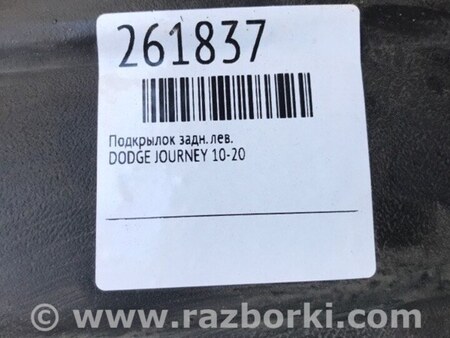 261837
Подкрылок задн. лев.
DODGE JOURNEY 10-20
© www.razborki.com